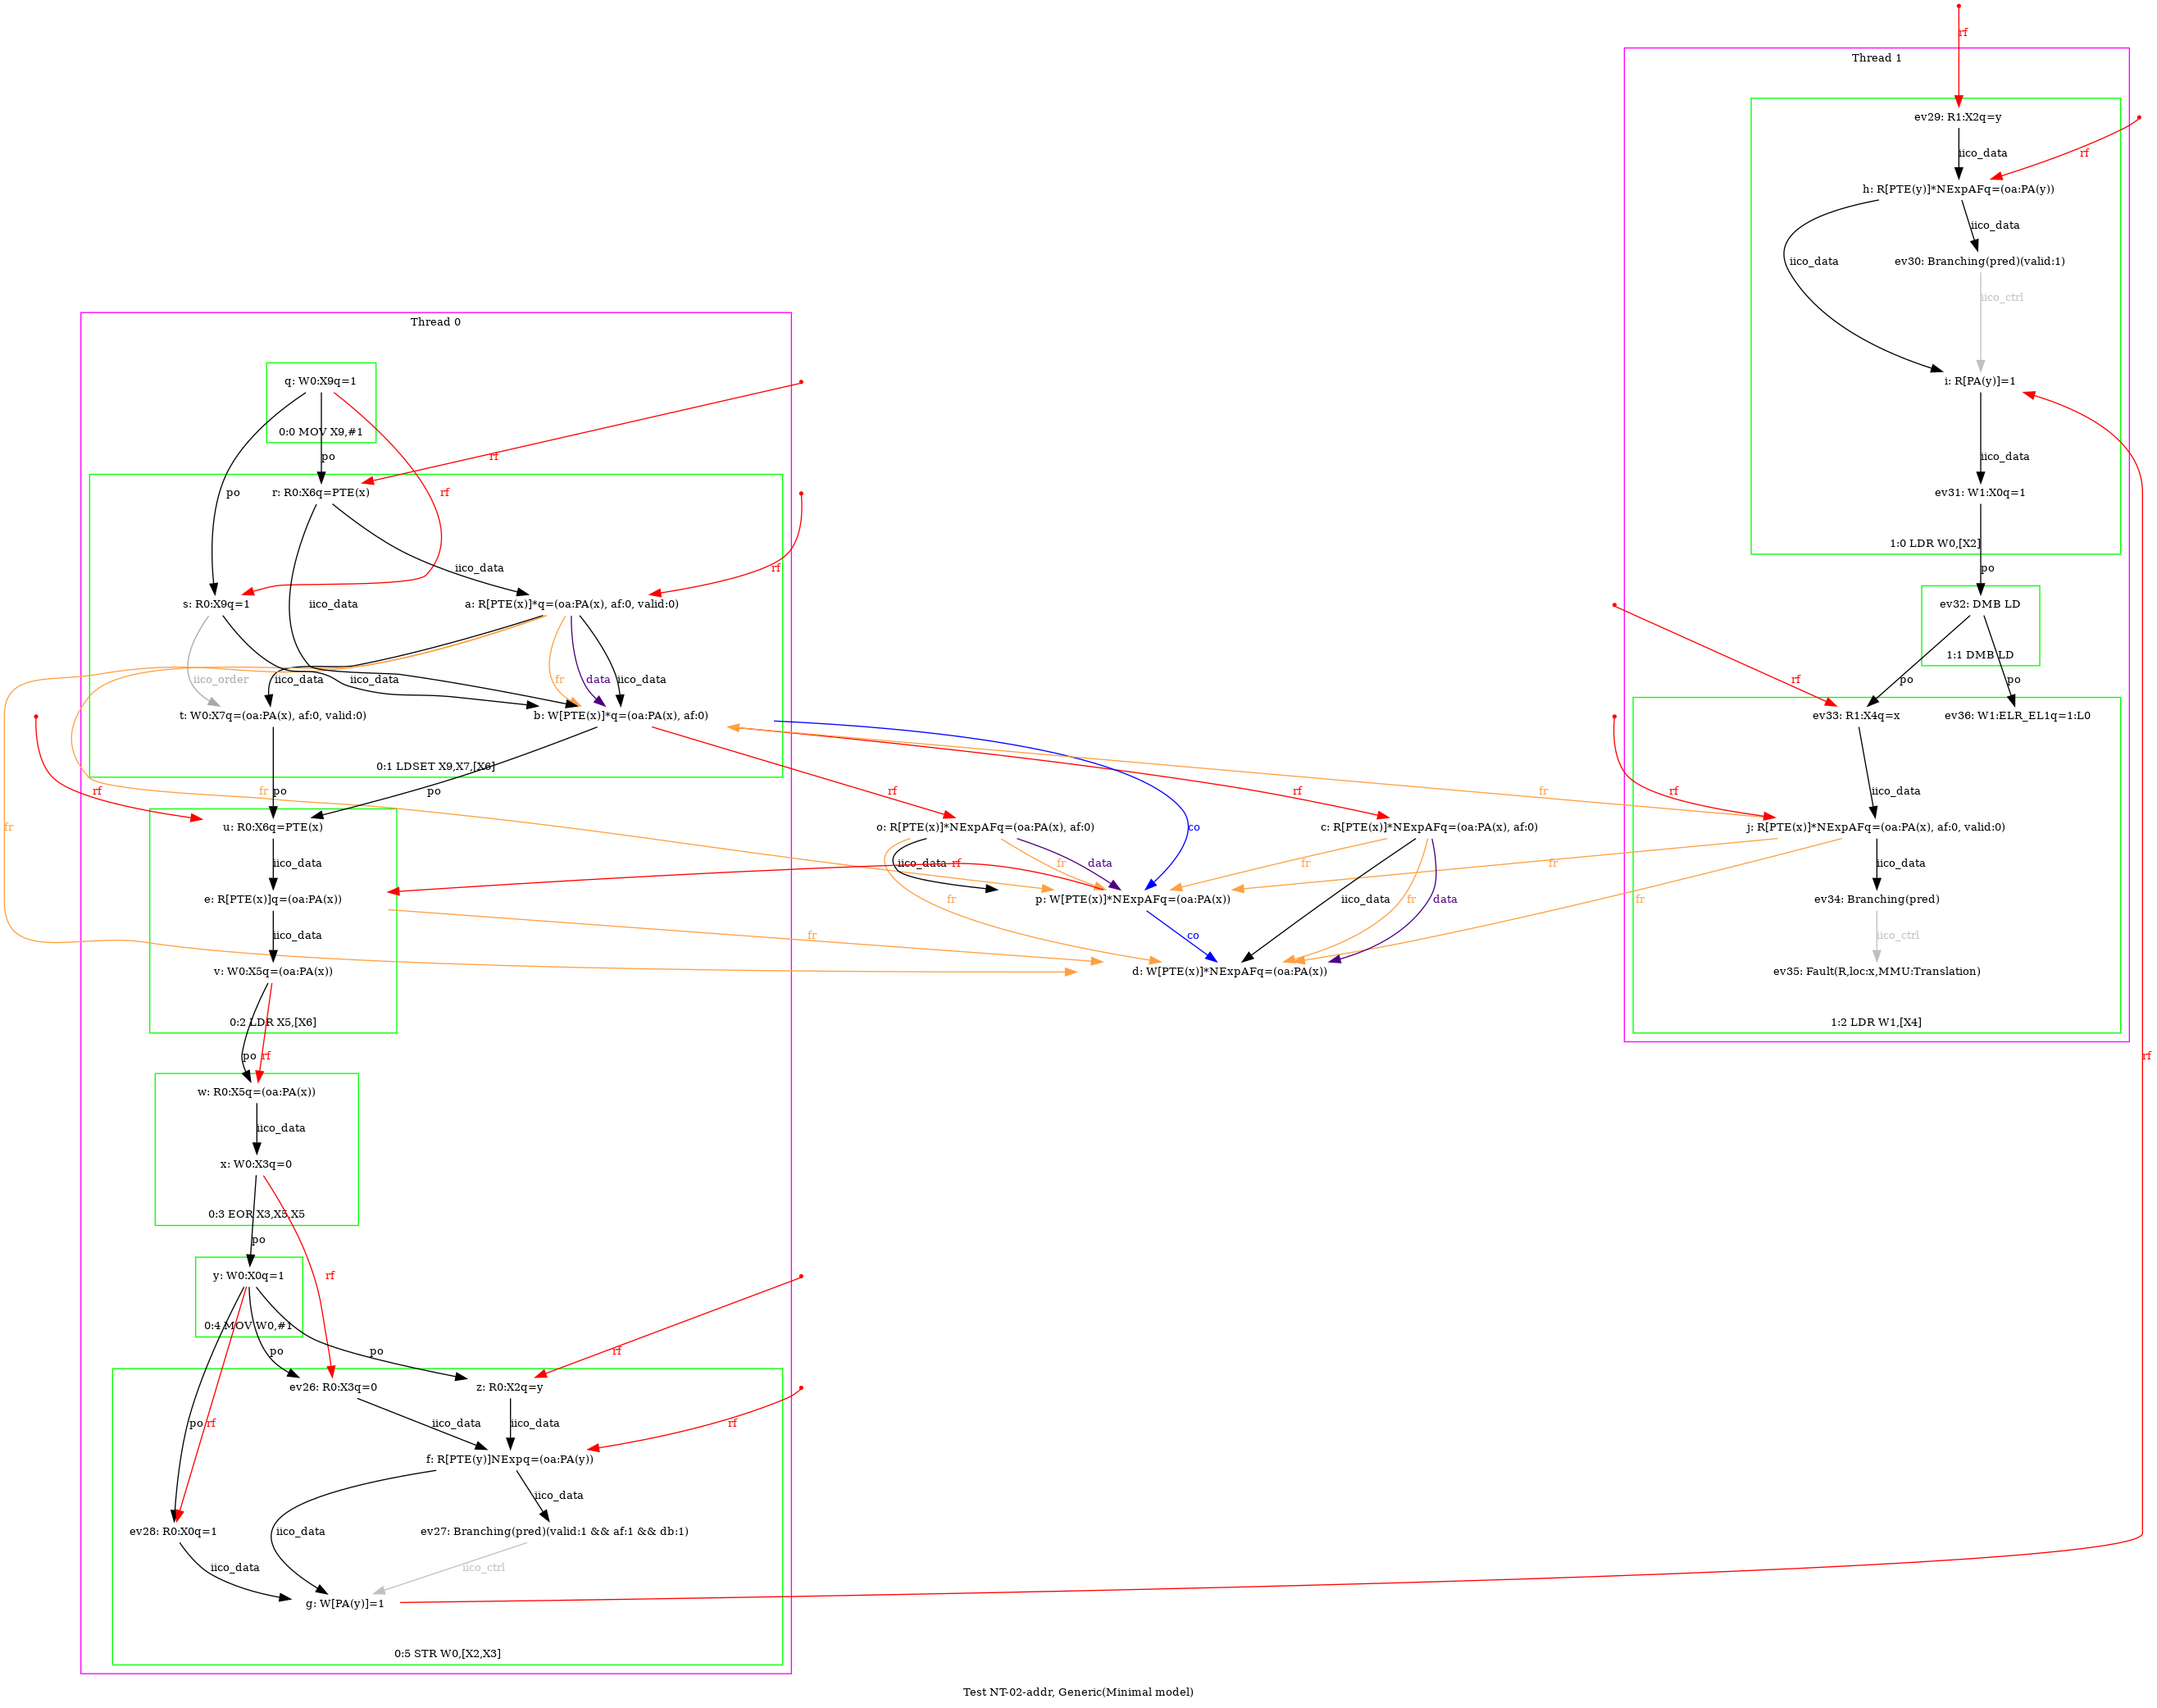 rf
Thread 1
ev29: R1:X2q=y
iico_data
rf
h: R[PTE(y)]*NExpAFq=(oa:PA(y))
iico_data
iico_data
ev30: Branching(pred)(valid:1)
iico_ctrl
i: R[PA(y)]=1
iico_data
ev31: W1:X0q=1
1:0 LDR W0,[X2]
po
ev32: DMB LD
1:1 DMB LD
rf
po
po
ev33: R1:X4q=x
ev36: W1:ELR_EL1q=1:L0
rf
iico_data
j: R[PTE(x)]*NExpAFq=(oa:PA(x), af:0, valid:0)
iico_data
ev34: Branching(pred)
iico_ctrl
ev35: Fault(R,loc:x,MMU:Translation)
1:2 LDR W1,[X4]
rf
Thread 0
q: W0:X9q=1
0:0 MOV X9,#1
po
rf
po
rf
r: R0:X6q=PTE(x)
iico_data
iico_data
rf
s: R0:X9q=1
a: R[PTE(x)]*q=(oa:PA(x), af:0, valid:0)
iico_order
iico_data
iico_data
fr
data
iico_data
t: W0:X7q=(oa:PA(x), af:0, valid:0)
b: W[PTE(x)]*q=(oa:PA(x), af:0)
0:1 LDSET X9,X7,[X6]
rf
fr
po
po
rf
rf
fr
fr
co
u: R0:X6q=PTE(x)
o: R[PTE(x)]*NExpAFq=(oa:PA(x), af:0)
c: R[PTE(x)]*NExpAFq=(oa:PA(x), af:0)
iico_data
iico_data
rf
fr
data
fr
fr
e: R[PTE(x)]q=(oa:PA(x))
p: W[PTE(x)]*NExpAFq=(oa:PA(x))
iico_data
fr
fr
co
iico_data
fr
data
fr
v: W0:X5q=(oa:PA(x))
d: W[PTE(x)]*NExpAFq=(oa:PA(x))
0:2 LDR X5,[X6]
po
rf
w: R0:X5q=(oa:PA(x))
iico_data
x: W0:X3q=0
0:3 EOR X3,X5,X5
po
rf
y: W0:X0q=1
0:4 MOV W0,#1
po
rf
po
po
rf
ev26: R0:X3q=0
z: R0:X2q=y
iico_data
iico_data
rf
f: R[PTE(y)]NExpq=(oa:PA(y))
iico_data
iico_data
ev28: R0:X0q=1
ev27: Branching(pred)(valid:1 && af:1 && db:1)
iico_data
iico_ctrl
g: W[PA(y)]=1
0:5 STR W0,[X2,X3]
Test NT-02-addr, Generic(Minimal model)